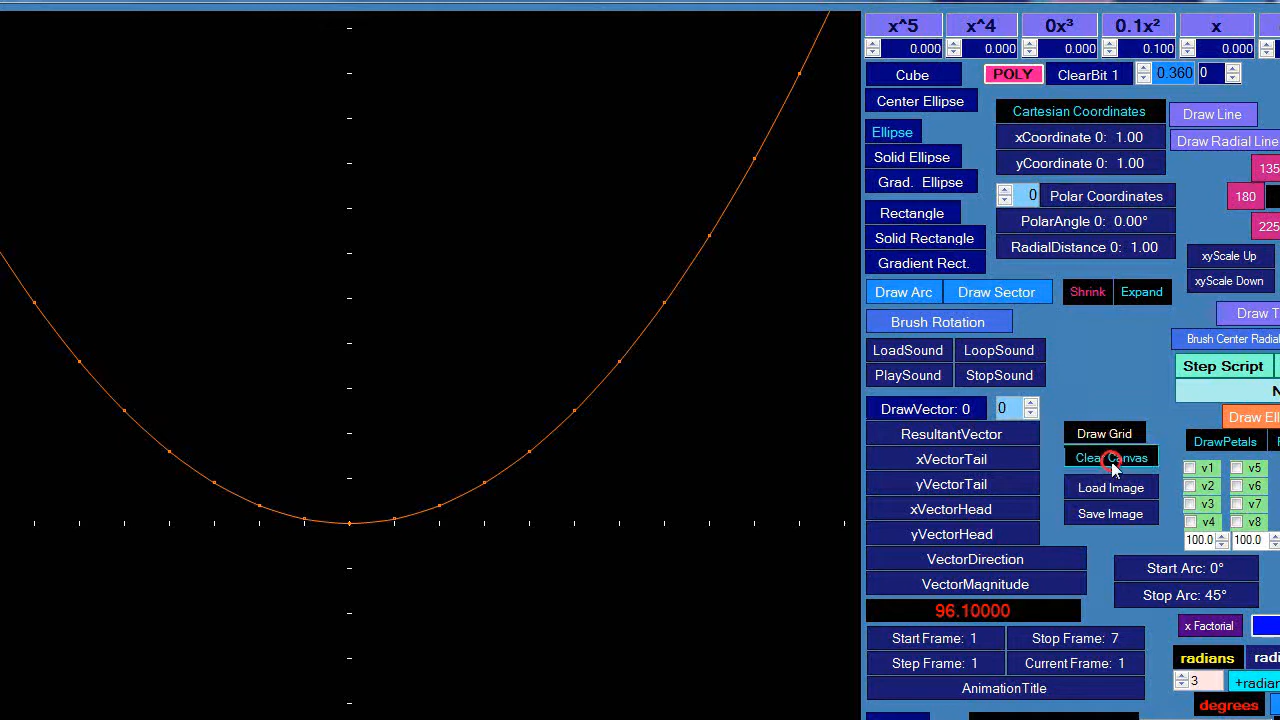 x^5 x^4 0x³ 0.1x² x
0.000 0.000 0.000 0.100 0.000
Cube POLY ClearBit 1 0.360 0
Center Ellipse
Cartesian Coordinates Draw Line
Ellipse xCoordinate 0: 1.00 Draw Radial Line
Solid Ellipse yCoordinate 0: 1.00 135
Grad. Ellipse
0 Polar Coordinates 180
Rectangle PolarAngle 0: 0.00° 225
Solid Rectangle RadialDistance 0: 1.00 xyScale Up
Gradient Rect. xyScale Down
Draw Arc Draw Sector Shrink Expand
Brush Rotation Draw T
Brush Center Radial
LoadSound LoopSound
PlaySound StopSound Step Script
N
DrawVector: 0 0 Draw Ell
ResultantVector Draw Grid DrawPetals
xVectorTail Clear Canvas v1 v5
yVectorTail Load Image v2 v6
xVectorHead Save Image v3 v7
yVectorHead v4 v8
100.0 100.0
VectorDirection Start Arc: 0°
VectorMagnitude Stop Arc: 45°
96.10000
Start Frame: 1 Stop Frame: 7 x Factorial
Step Frame: 1 Current Frame: 1 radians radi
AnimationTitle 3 +radian
degrees